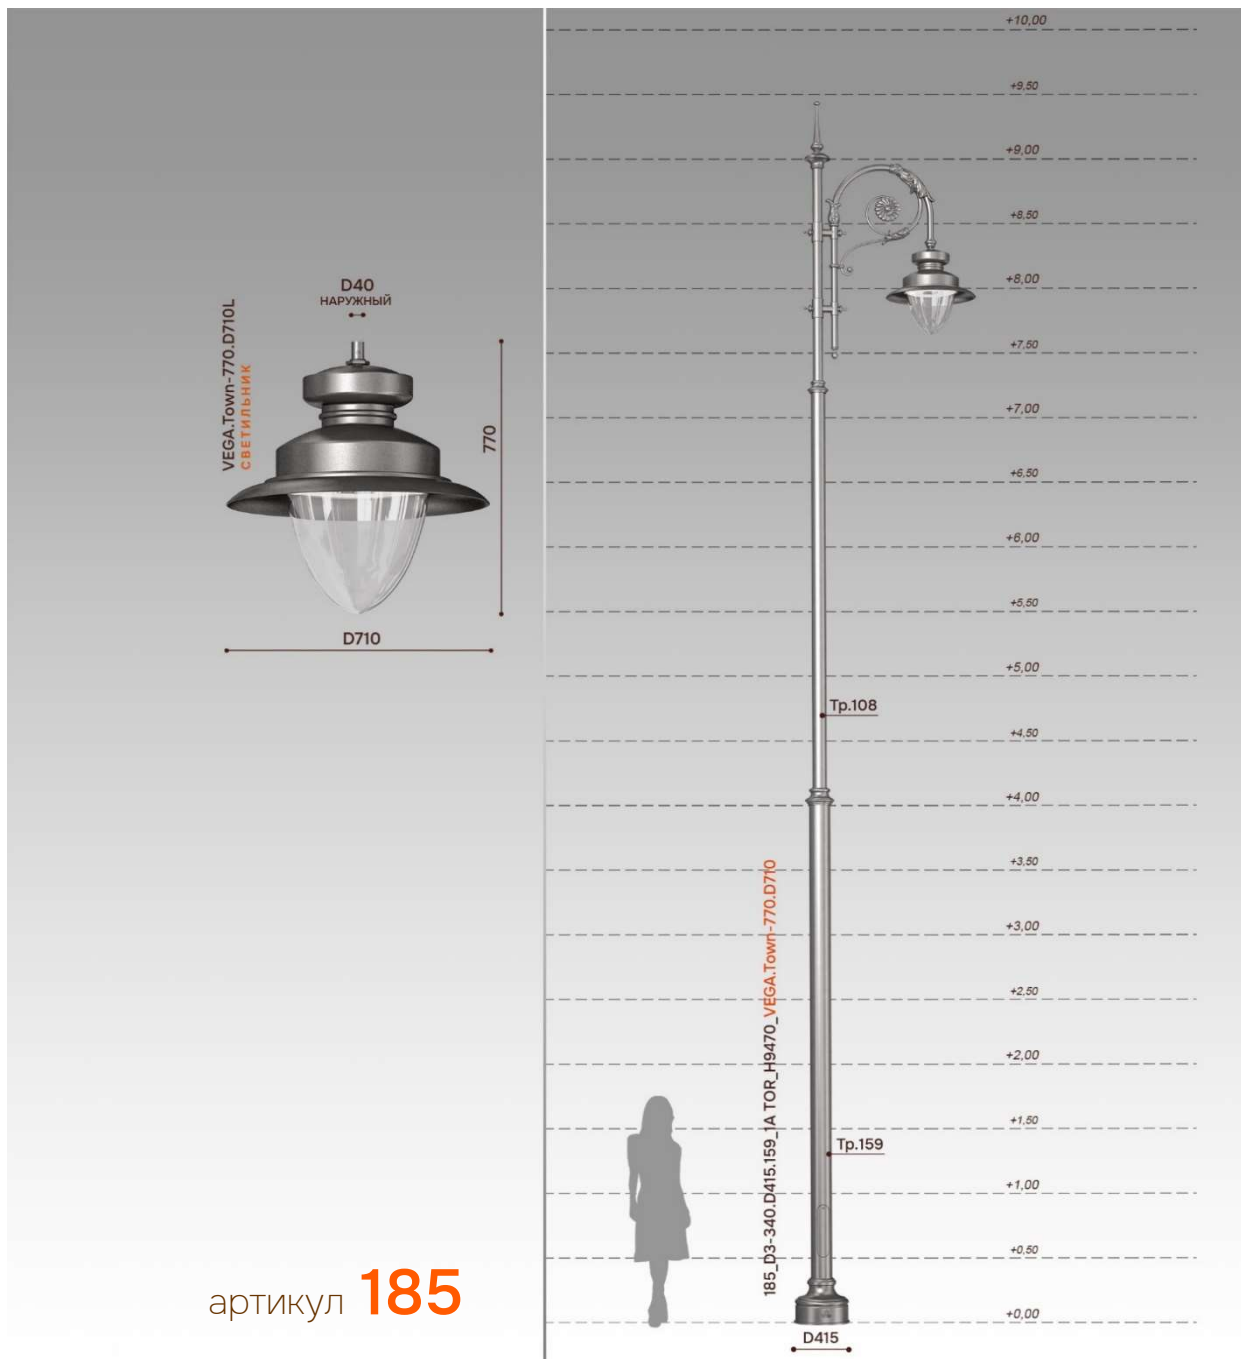 D40
НАРУЖНЫЙ
VEGA.Town-770.D710L
СВЕТИЛЬНИК
770
D710
артикул 185
+10,00
+9,50
+9,00
+8,50
+8,00
+7,50
+7,00
+6,50
+6,00
+5,50
+5,00
Тр.108
+4,50
+4,00
+3,50
+3,00
+2,50
+2,00
+1,50
Тр.159
+1,00
+0,50
+0,00
185_D3-340.D415.159_1A TOR_H9470_VEGA.Town-770.D710
D415